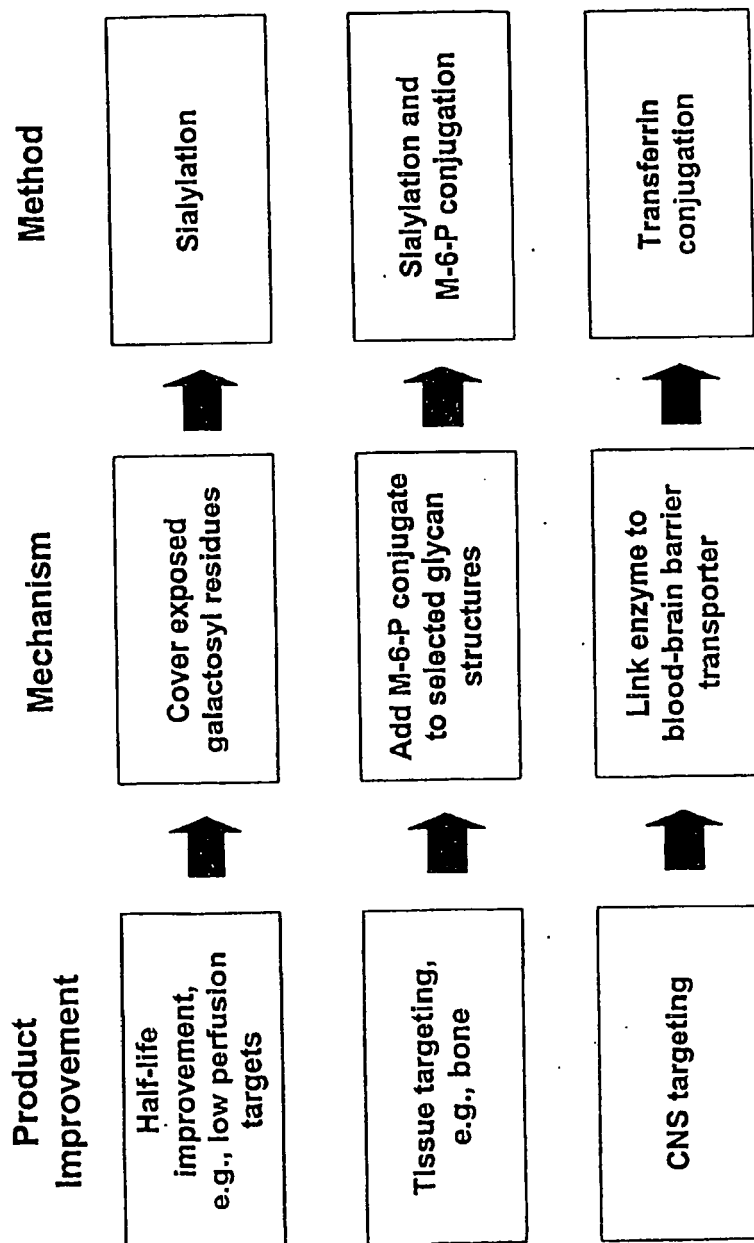 Product
Improvement
Mechanism
Method
Half-life
improvement,
e.g., low perfusion
targets
Cover exposed
galactosyl residues
Sialylation
Tissue targeting,
e.g., bone
Add M-6-P conjugate
to selected glycan
structures
Sialylation and
M-6-P conjugation
CNS targeting
Link enzyme to
blood-brain barrier
transporter
Transferrin
conjugation